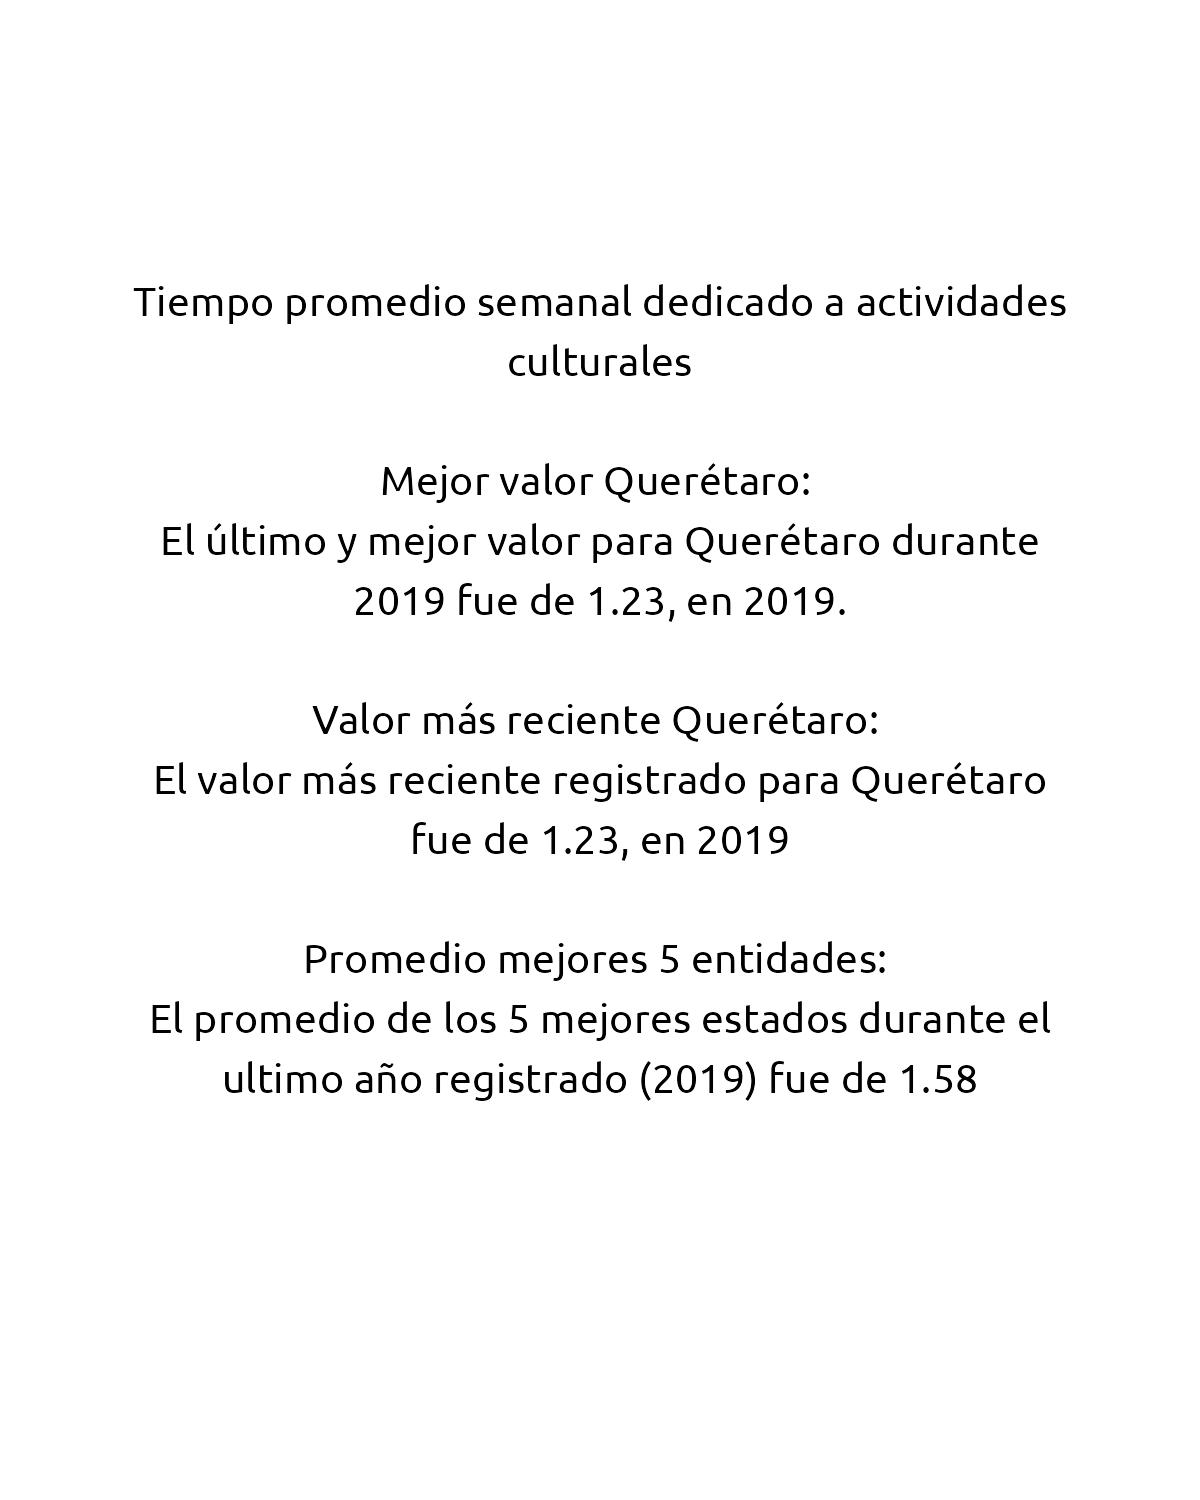 Tiempo promedio semanal dedicado a actividades
culturales
Mejor valor Querétaro:
El último y mejor valor para Querétaro durante
2019 fue de 1.23, en 2019.
Valor más reciente Querétaro:
El valor más reciente registrado para Querétaro
fue de 1.23, en 2019
Promedio mejores 5 entidades:
El promedio de los 5 mejores estados durante el
ultimo año registrado (2019) fue de 1.58